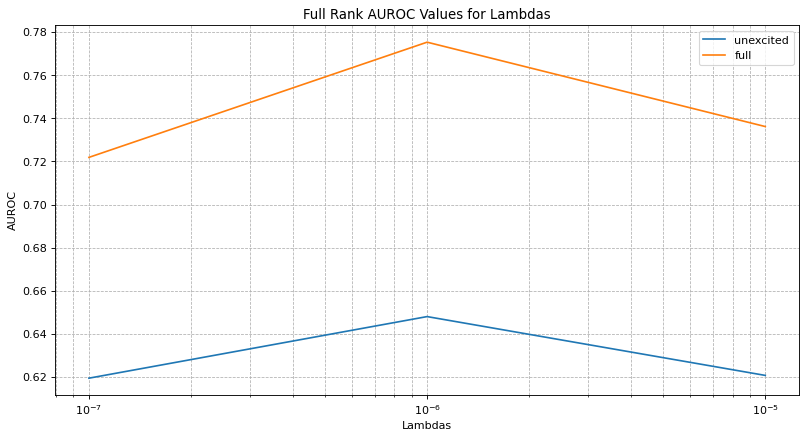 Full Rank AUROC Values for Lambdas
unexcited
full
AUROC
0.78
0.76
0.74
0.72
0.70
0.68
0.66
0.64
0.62
10⁻⁷
10⁻⁶
10⁻⁵
Lambdas